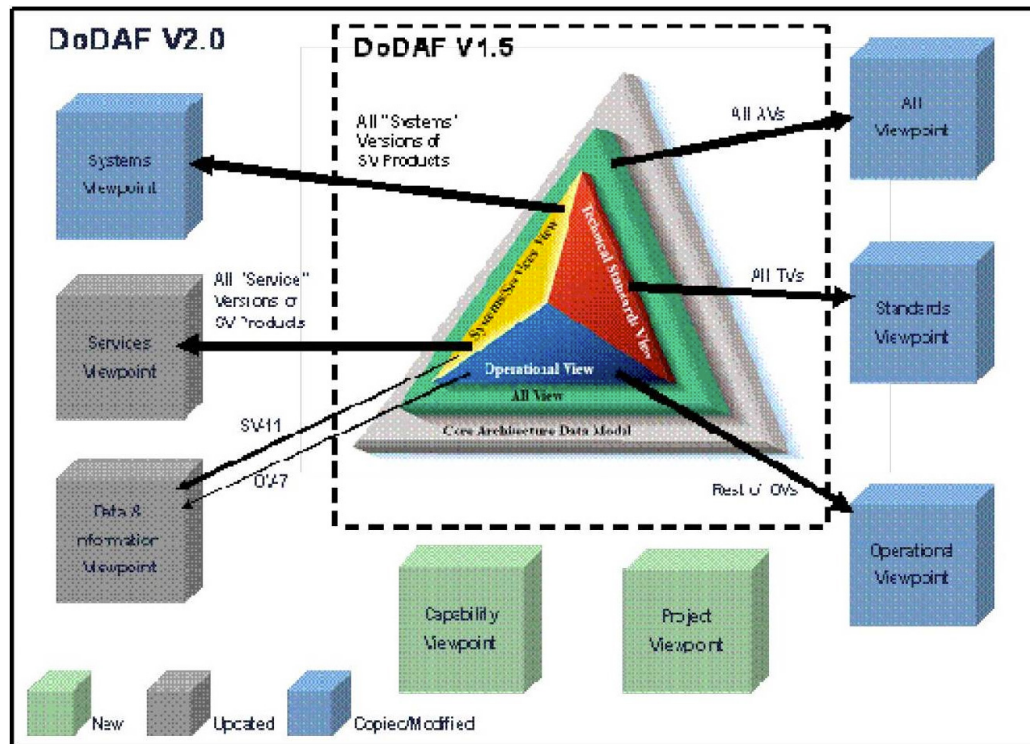 DoDAF V2.0
DoDAF V1.5
Systems
Viewpoint
All "Systems"
Versions of
SV Products
All AVs
All
Viewpoint
Services
Viewpoint
All "Service"
Versions of
SV Products
Systems/Services View
Technical Standards View
Operational View
All View
Core Architecture Data Model
All TVs
Standards
Viewpoint
Data &
Information
Viewpoint
SV-11
OV-7
Rest of OVs
Operational
Viewpoint
Capability
Viewpoint
Project
Viewpoint
New
Updated
Copied/Modified